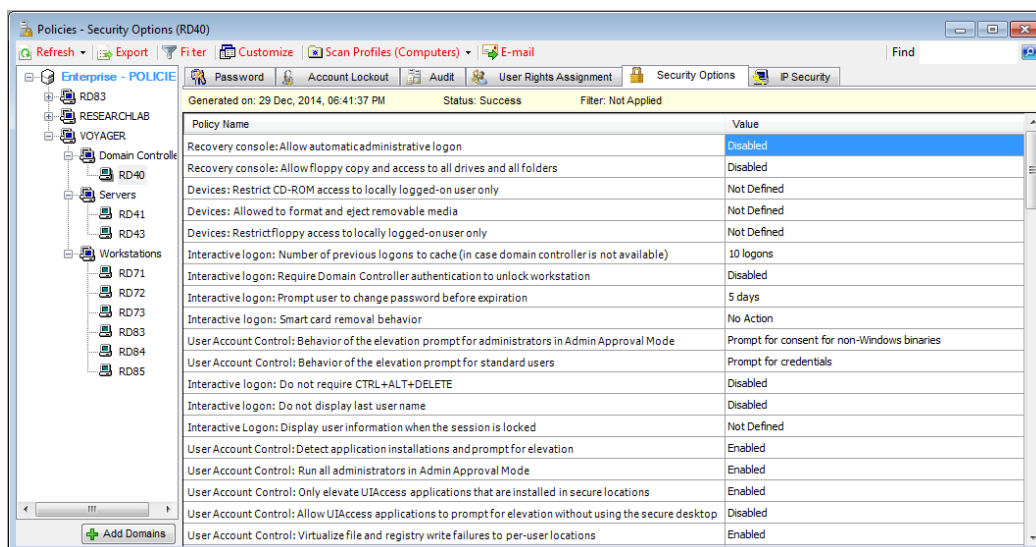 Policies - Security Options (RD40)
Refresh Export Fi ter Customize Scan Profiles (Computers) E-mail Find
Enterprise - POLICIE
RD83
RESEARCHLAB
VOYAGER
Domain Controlle
RD40
Servers
RD41
RD43
Workstations
RD71
RD72
RD73
RD83
RD84
RD85
Add Domains
Password Account Lockout Audit User Rights Assignment Security Options IP Security
Generated on: 29 Dec, 2014, 06:41:37 PM Status: Success Filter: Not Applied
Policy Name Value
Recovery console: Allow automatic administrative logon Disabled
Recovery console: Allow floppy copy and access to all drives and all folders Disabled
Devices: Restrict CD-ROM access to locally logged-on user only Not Defined
Devices: Allowed to format and eject removable media Not Defined
Devices: Restrict floppy access to locally logged-on user only Not Defined
Interactive logon: Number of previous logons to cache (in case domain controller is not available) 10 logons
Interactive logon: Require Domain Controller authentication to unlock workstation Disabled
Interactive logon: Prompt user to change password before expiration 5 days
Interactive logon: Smart card removal behavior No Action
User Account Control: Behavior of the elevation prompt for administrators in Admin Approval Mode Prompt for consent for non-Windows binaries
User Account Control: Behavior of the elevation prompt for standard users Prompt for credentials
Interactive logon: Do not require CTRL+ALT+DELETE Disabled
Interactive logon: Do not display last user name Disabled
Interactive Logon: Display user information when the session is locked Not Defined
User Account Control: Detect application installations and prompt for elevation Enabled
User Account Control: Run all administrators in Admin Approval Mode Enabled
User Account Control: Only elevate UIAccess applications that are installed in secure locations Enabled
User Account Control: Allow UIAccess applications to prompt for elevation without using the secure desktop Disabled
User Account Control: Virtualize file and registry write failures to per-user locations Enabled